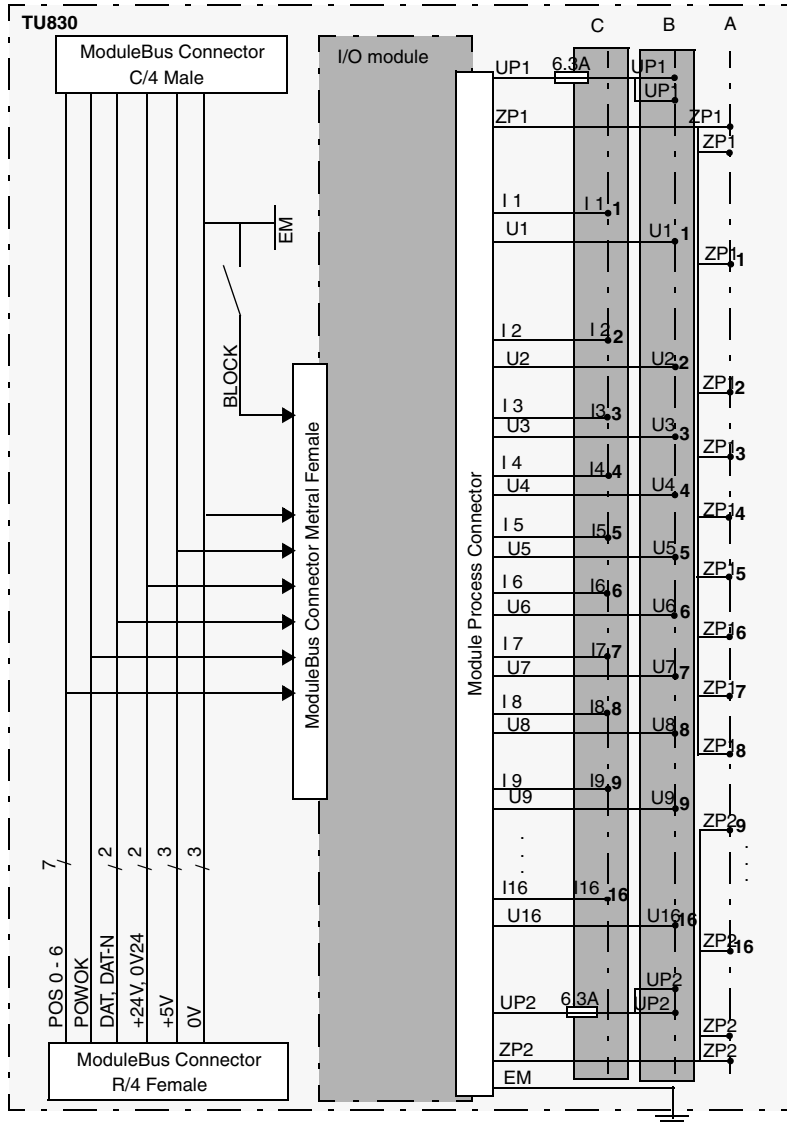 TU830
C B A
ModuleBus Connector
C/4 Male
I/O module
UP1 6.3A UP1
UP1
ZP1 ZP1
ZP1
I 1 I 1 1
U1 U1 1
EM
ZP1 1
I 2 I 2 2
U2 U2 2
BLOCK
ZP1 2
I 3 I3 3
U3 U3 3
ZP1 3
I 4 I4 4
U4 U4 4
ZP1 4
I 5 I5 5
U5 U5 5
ZP1 5
I 6 I6 6
U6 U6 6
ZP1 6
I 7 I7 7
U7 U7 7
ZP1 7
I 8 I8 8
U8 U8 8
ZP1 8
I 9 I9 9
U9 U9 9
ZP2 9
ModuleBus Connector Metral Female
Module Process Connector
7 2 2 3 3
I16 I16 16
U16 U16 16
ZP2 16
POS 0 - 6
POWOK
DAT, DAT-N
+24V, 0V24
+5V
0V
UP2
UP2 6.3A UP2
ZP2
ZP2 ZP2
EM
ModuleBus Connector
R/4 Female